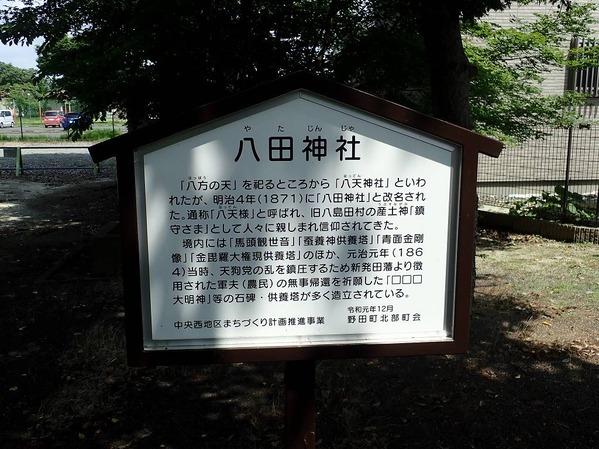 やたじんじゃ
八田神社
「八方の天」を祀るところから「八天神社」といわ
れたが、明治4年(1871)に「八田神社」と改名され
た。通称「八天様」と呼ばれ、旧八島田村の産土神「鎮
守さま」として人々に親しまれ信仰されてきた。
境内には「馬頭観世音」「蚕養神供養塔」「青面金剛
像」「金毘羅大権現供養塔」のほか、元治元年(186
4)当時、天狗党の乱を鎮圧するため新発田藩より徴
用された軍夫(農民)の無事帰還を祈願した「□□□
大明神」等の石碑・供養塔が多く造立されている。
令和元年12月
中央西地区まちづくり計画推進事業 野田町北部町会